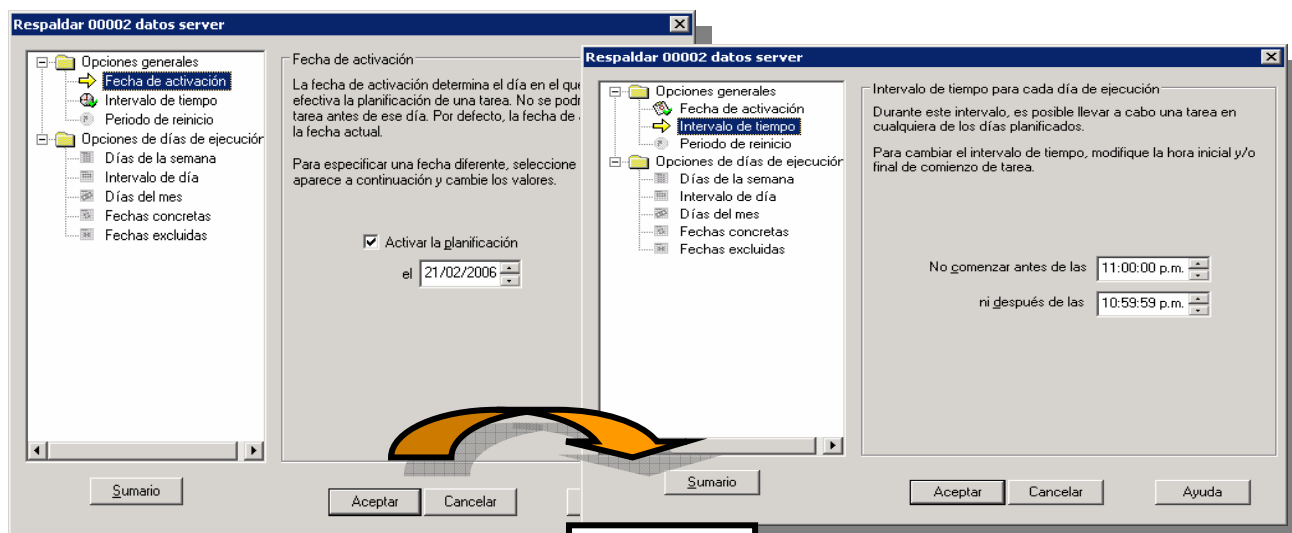 Respaldar 00002 datos server
Opciones generales
Fecha de activación
Intervalo de tiempo
Periodo de reinicio
Opciones de días de ejecución
Días de la semana
Intervalo de día
Días del mes
Fechas concretas
Fechas excluidas
Fecha de activación
La fecha de activación determina el día en el que
efectiva la planificación de una tarea. No se
tarea antes de ese día. Por defecto, la fecha de
la fecha actual.
Para especificar una fecha diferente, seleccione
aparece a continuación y cambie los valores.
Activar la planificación
el 21/02/2006
Sumario
Aceptar Cancelar
Respaldar 00002 datos server
Opciones generales
Fecha de activación
Intervalo de tiempo
Periodo de reinicio
Opciones de días de ejecución
Días de la semana
Intervalo de día
Días del mes
Fechas concretas
Fechas excluidas
Intervalo de tiempo para cada día de ejecución
Durante este intervalo, es posible llevar a cabo una tarea en
cualquiera de los días planificados.
Para cambiar el intervalo de tiempo, modifique la hora inicial y/o
final de comienzo de tarea.
No comenzar antes de las 11:00:00 p.m.
ni después de las 10:59:59 p.m.
Sumario
Aceptar Cancelar Ayuda